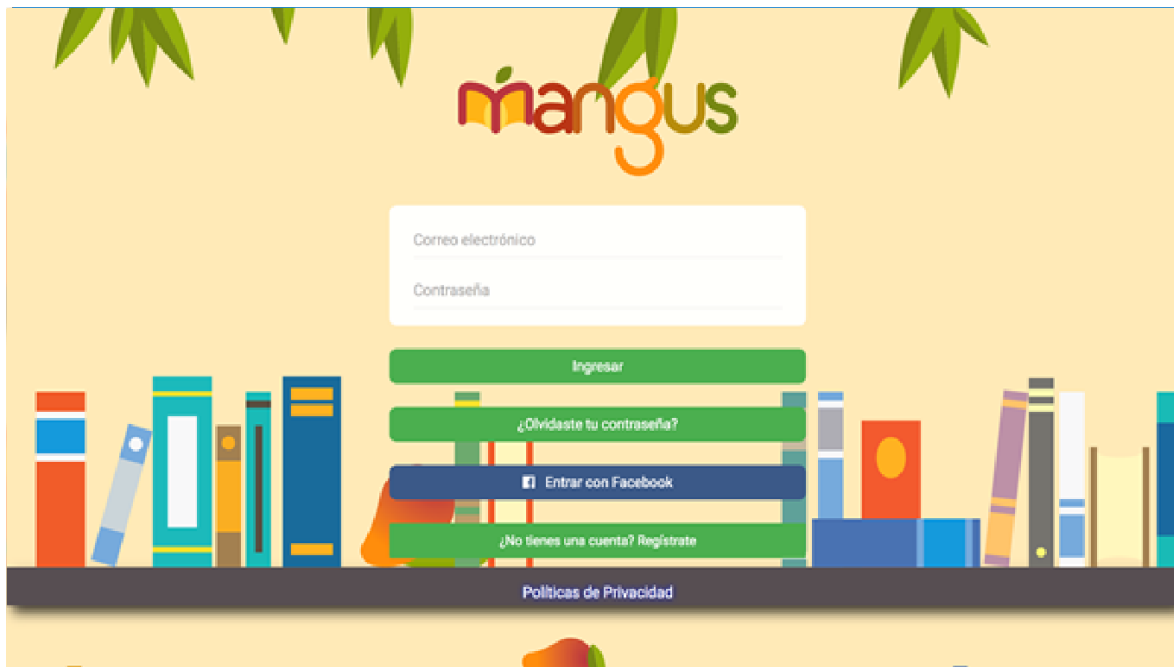 mangus
Correo electrónico
Contraseña
Ingresar
¿Olvidaste tu contraseña?
Entrar con Facebook
¿No tienes una cuenta? Regístrate
Políticas de Privacidad